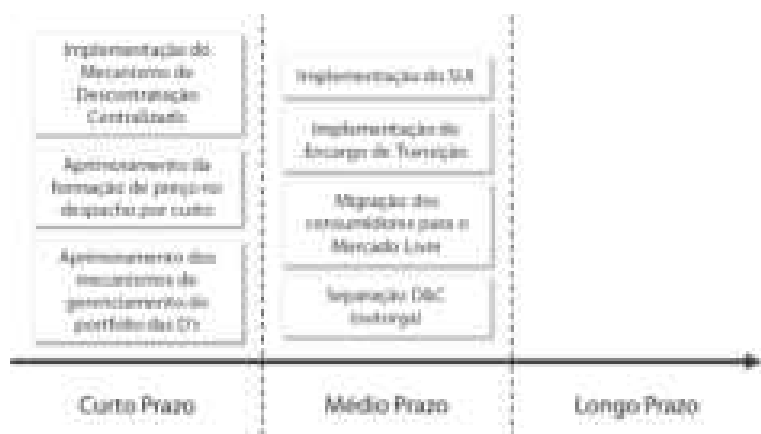 Implementação do
Mecanismo de
Descontratação
Centralizado
Aprimoramento da
formação de preço no
despacho por custo
Aprimoramento dos
mecanismos de
gerenciamento do
portfólio das D's
Implementação do
Implementação do
Encargo de Transição
Migração dos
consumidores para o
Mercado Livre
Separação D&C
(outorga)
Curto Prazo
Médio Prazo
Longo Prazo